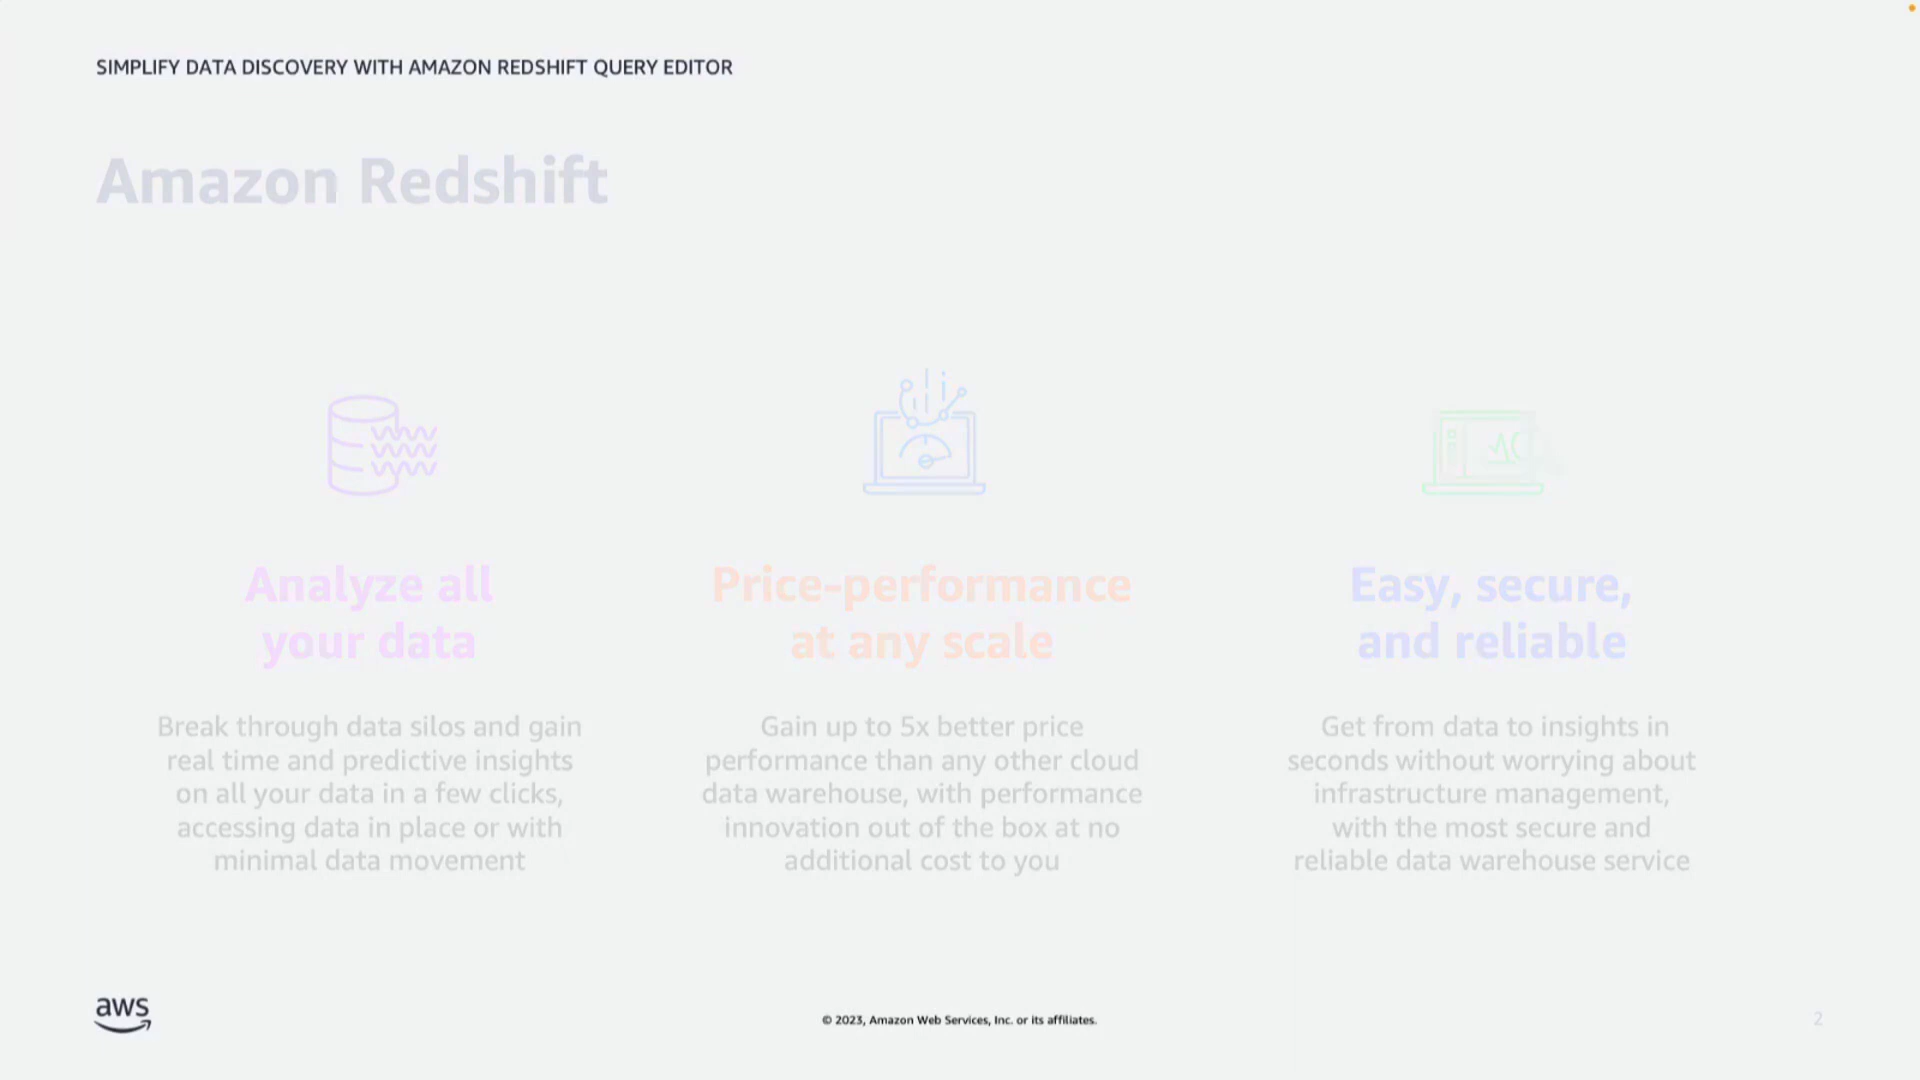 SIMPLIFY DATA DISCOVERY WITH AMAZON REDSHIFT QUERY EDITOR
Amazon Redshift
Analyze all
your data
Break through data silos and gain
real time and predictive insights
on all your data in a few clicks,
accessing data in place or with
minimal data movement
Price-performance
at any scale
Gain up to 5x better price
performance than any other cloud
data warehouse, with performance
innovation out of the box at no
additional cost to you
Easy, secure,
and reliable
Get from data to insights in
seconds without worrying about
infrastructure management,
with the most secure and
reliable data warehouse service
aws
© 2023, Amazon Web Services, Inc. or its affiliates.
2